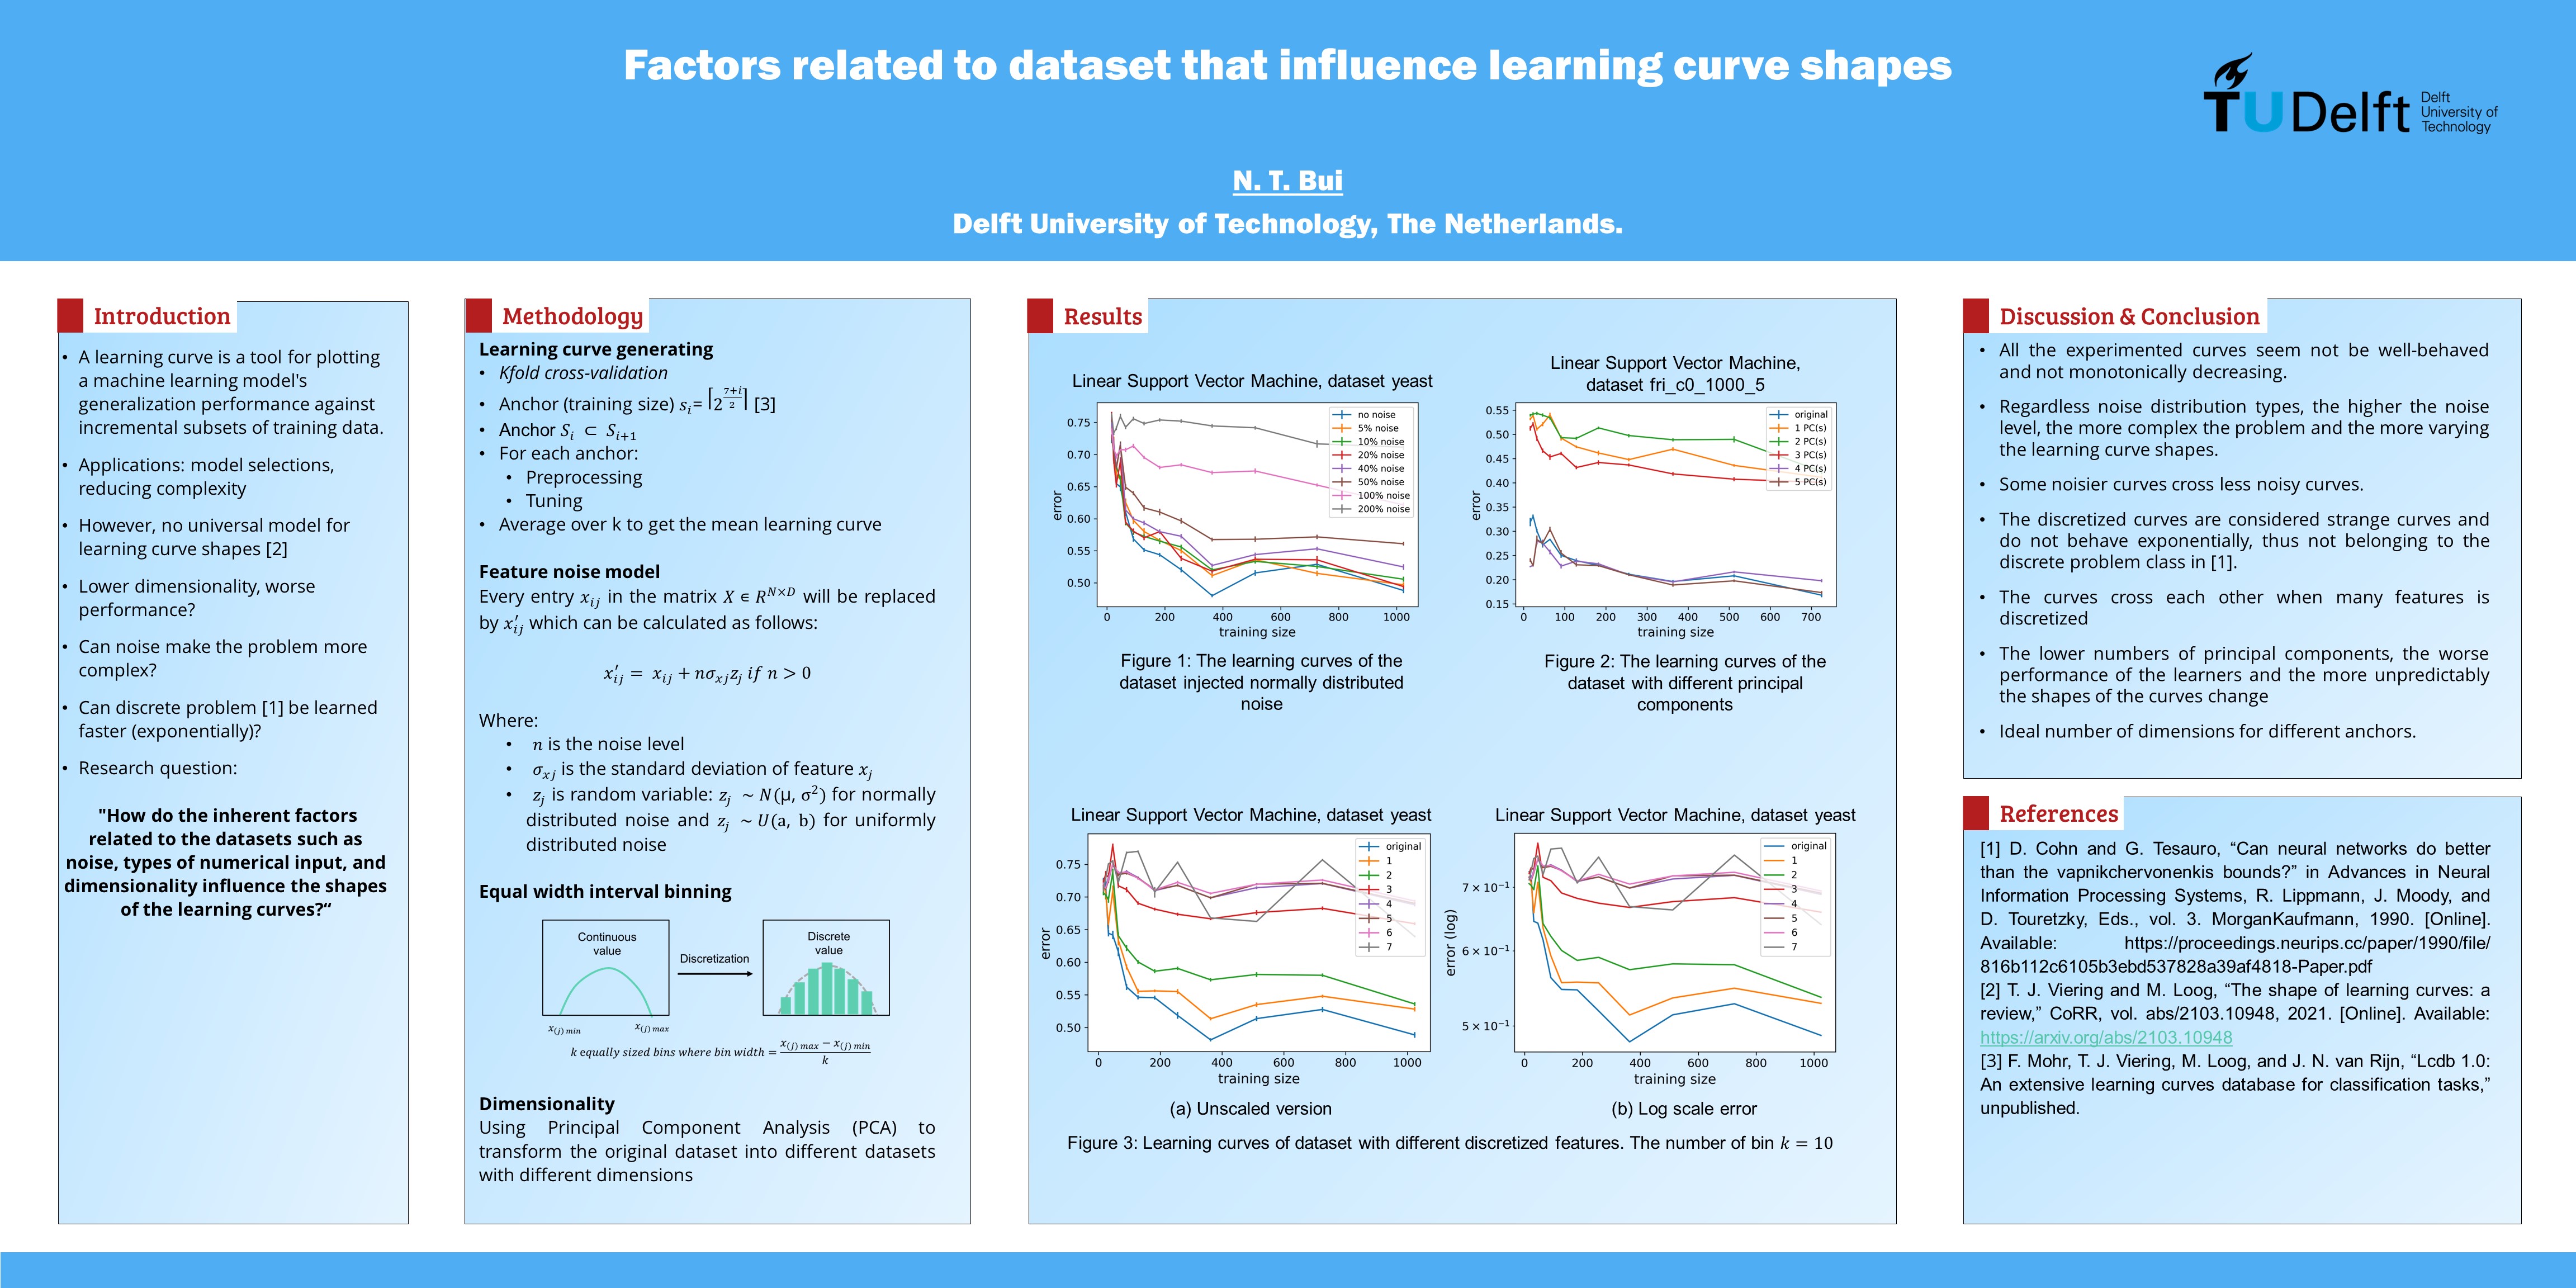 Factors related to dataset that influence learning curve shapes
TU Delft
Delft
University of
Technology
N. T. Bui
Delft University of Technology, The Netherlands.
Introduction
• A learning curve is a tool for plotting
a machine learning model's
generalization performance against
incremental subsets of training data.
• Applications: model selections,
reducing complexity
• However, no universal model for
learning curve shapes [2]
• Lower dimensionality, worse
performance?
• Can noise make the problem more
complex?
• Can discrete problem [1] be learned
faster (exponentially)?
• Research question:
"How do the inherent factors
related to the datasets such as
noise, types of numerical input, and
dimensionality influence the shapes
of the learning curves?“
Methodology
Learning curve generating
• Kfold cross-validation
• Anchor (training size) s_i= ⌈2^((7+i)/2)⌉ [3]
• Anchor S_i ⊂ S_{i+1}
• For each anchor:
• Preprocessing
• Tuning
• Average over k to get the mean learning curve
Feature noise model
Every entry x_{ij} in the matrix X ∈ R^{N×D} will be replaced
by x′_{ij} which can be calculated as follows:
x′_{ij} = x_{ij} + nσ_{xj}z_j if n > 0
Where:
• n is the noise level
• σ_{xj} is the standard deviation of feature x_j
• z_j is random variable: z_j ~ N(μ, σ²) for normally
distributed noise and z_j ~ U(a, b) for uniformly
distributed noise
Equal width interval binning
Continuous
value
Discretization
Discrete
value
x_{(j) min}
x_{(j) max}
k equally sized bins where bin width = (x_{(j) max} − x_{(j) min})/k
Dimensionality
Using Principal Component Analysis (PCA) to
transform the original dataset into different datasets
with different dimensions
Results
Linear Support Vector Machine, dataset yeast
0.75
0.70
0.65
0.60
0.55
0.50
error
no noise
5% noise
10% noise
20% noise
40% noise
50% noise
100% noise
200% noise
0 200 400 600 800 1000
training size
Figure 1: The learning curves of the
dataset injected normally distributed
noise
Linear Support Vector Machine,
dataset fri_c0_1000_5
0.55
0.50
0.45
0.40
0.35
0.30
0.25
0.20
0.15
error
original
1 PC(s)
2 PC(s)
3 PC(s)
4 PC(s)
5 PC(s)
0 100 200 300 400 500 600 700
training size
Figure 2: The learning curves of the
dataset with different principal
components
Linear Support Vector Machine, dataset yeast
0.75
0.70
0.65
0.60
0.55
0.50
error
original
1
2
3
4
5
6
7
0 200 400 600 800 1000
training size
(a) Unscaled version
Linear Support Vector Machine, dataset yeast
7 × 10⁻¹
6 × 10⁻¹
5 × 10⁻¹
error (log)
original
1
2
3
4
5
6
7
0 200 400 600 800 1000
training size
(b) Log scale error
Figure 3: Learning curves of dataset with different discretized features. The number of bin k = 10
Discussion & Conclusion
• All the experimented curves seem not be well-behaved
and not monotonically decreasing.
• Regardless noise distribution types, the higher the noise
level, the more complex the problem and the more varying
the learning curve shapes.
• Some noisier curves cross less noisy curves.
• The discretized curves are considered strange curves and
do not behave exponentially, thus not belonging to the
discrete problem class in [1].
• The curves cross each other when many features is
discretized
• The lower numbers of principal components, the worse
performance of the learners and the more unpredictably
the shapes of the curves change
• Ideal number of dimensions for different anchors.
References
[1] D. Cohn and G. Tesauro, “Can neural networks do better
than the vapnikchervonenkis bounds?” in Advances in Neural
Information Processing Systems, R. Lippmann, J. Moody, and
D. Touretzky, Eds., vol. 3. MorganKaufmann, 1990. [Online].
Available: https://proceedings.neurips.cc/paper/1990/file/
816b112c6105b3ebd537828a39af4818-Paper.pdf
[2] T. J. Viering and M. Loog, “The shape of learning curves: a
review,” CoRR, vol. abs/2103.10948, 2021. [Online]. Available:
https://arxiv.org/abs/2103.10948
[3] F. Mohr, T. J. Viering, M. Loog, and J. N. van Rijn, “Lcdb 1.0:
An extensive learning curves database for classification tasks,”
unpublished.